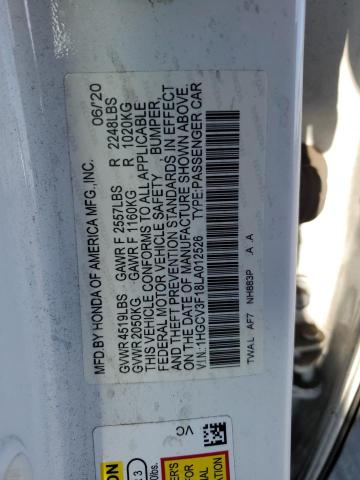 MFD. BY HONDA OF AMERICA MFG.,INC. 06/20
GVWR 4519LBS GAWR F 2557LBS R 2248LBS
GVWR 2050KG GAWR F 1160KG R 1020KG
THIS VEHICLE CONFORMS TO ALL APPLICABLE
FEDERAL MOTOR VEHICLE SAFETY, BUMPER,
AND THEFT PREVENTION STANDARDS IN EFFECT
ON THE DATE OF MANUFACTURE SHOWN ABOVE.
V.I.N.:1HGCV3F18LA012526 TYPE:PASSENGER CAR
TWAL AF7 NH883P A A
VC